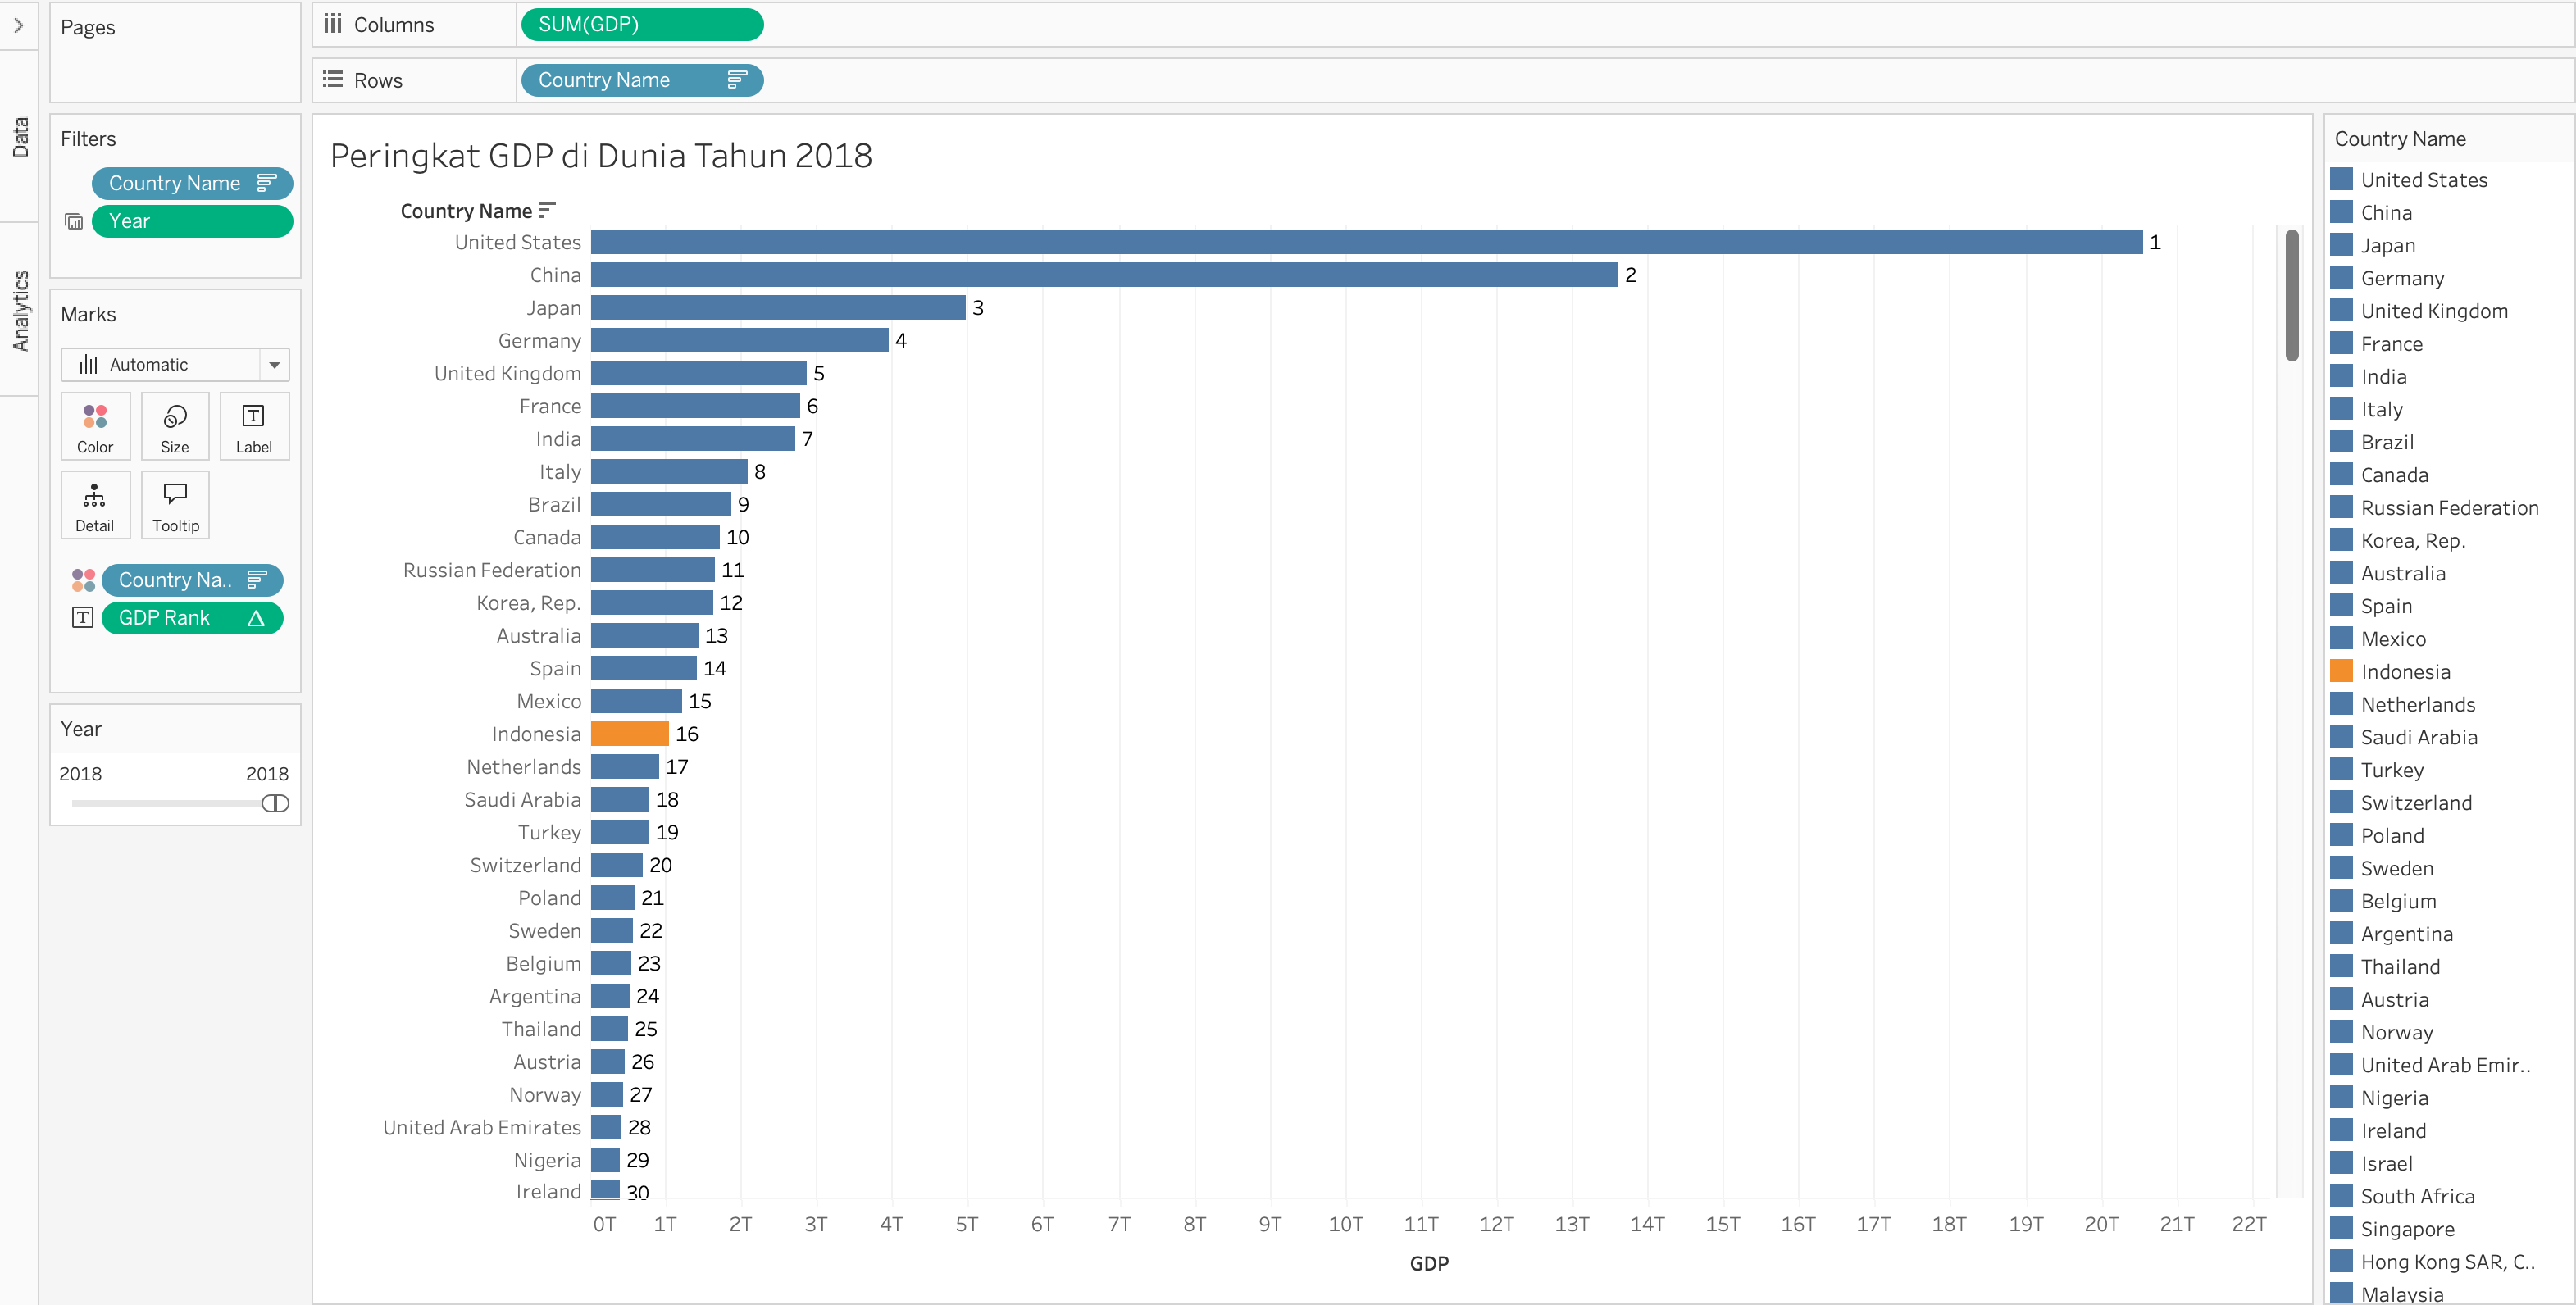 Pages
Columns
SUM(GDP)
Rows
Country Name
Data
Analytics
Filters
Country Name
Year
Marks
Automatic
Color
Size
Label
Detail
Tooltip
Country Na..
GDP Rank
Year
2018
2018
Peringkat GDP di Dunia Tahun 2018
Country Name
United States 1
China 2
Japan 3
Germany 4
United Kingdom 5
France 6
India 7
Italy 8
Brazil 9
Canada 10
Russian Federation 11
Korea, Rep. 12
Australia 13
Spain 14
Mexico 15
Indonesia 16
Netherlands 17
Saudi Arabia 18
Turkey 19
Switzerland 20
Poland 21
Sweden 22
Belgium 23
Argentina 24
Thailand 25
Austria 26
Norway 27
United Arab Emirates 28
Nigeria 29
Ireland 30
0T 1T 2T 3T 4T 5T 6T 7T 8T 9T 10T 11T 12T 13T 14T 15T 16T 17T 18T 19T 20T 21T 22T
GDP
Country Name
United States
China
Japan
Germany
United Kingdom
France
India
Italy
Brazil
Canada
Russian Federation
Korea, Rep.
Australia
Spain
Mexico
Indonesia
Netherlands
Saudi Arabia
Turkey
Switzerland
Poland
Sweden
Belgium
Argentina
Thailand
Austria
Norway
United Arab Emir..
Nigeria
Ireland
Israel
South Africa
Singapore
Hong Kong SAR, C..
Malaysia